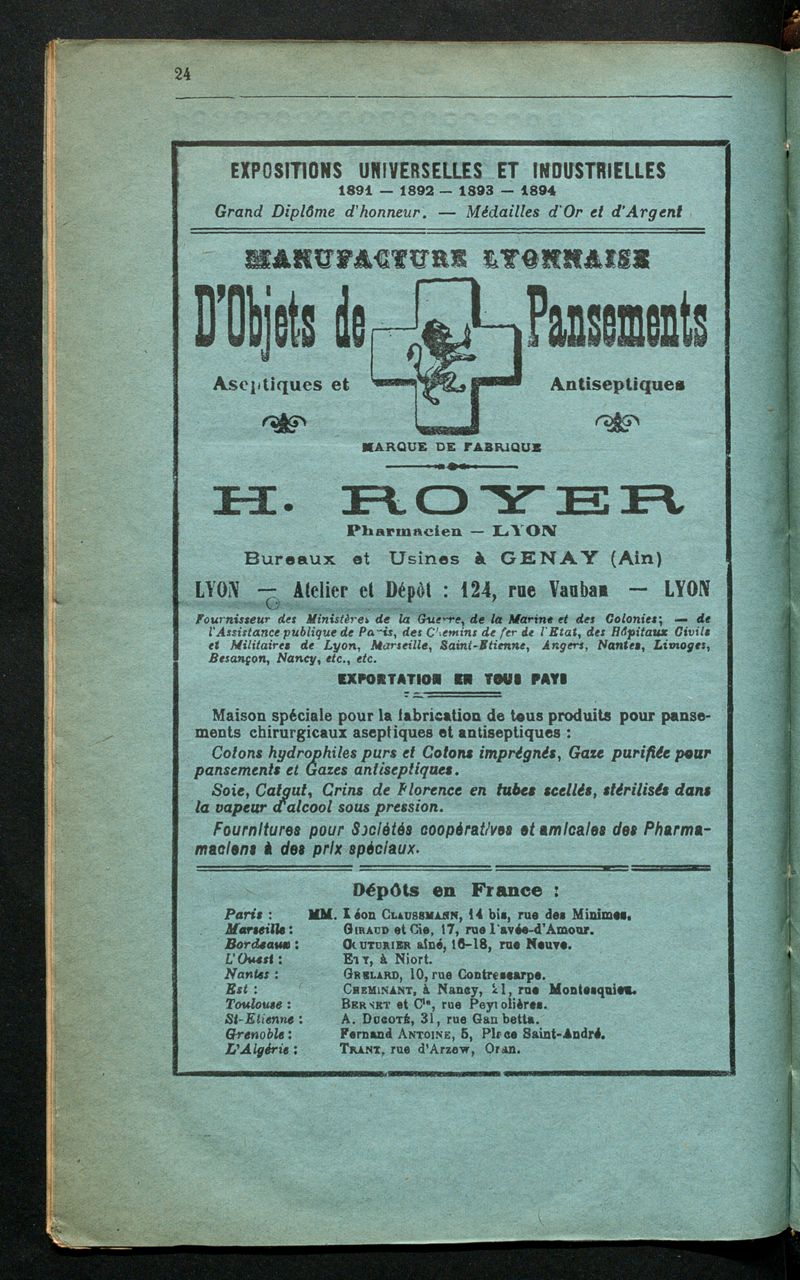 24
EXPOSITIONS UNIVERSELLES ET INDUSTRIELLES
1891 — 1892 — 1893 — 1894
Grand Diplôme d'honneur. — Médailles d'Or et d'Argent
MANUFACTURE LYONNAISE
D'Objets de Pansements
Aseptiques et Antiseptiques
MARQUE DE FABRIQUE
H. ROYER
Pharmacien — LYON
Bureaux et Usines à GENAY (Ain)
LYON — Atelier et Dépôt : 124, rue Vauban — LYON
Fournisseur des Ministères de la Guerre, de la Marine et des Colonies; — de
l'Assistance publique de Paris, des Chemins de fer de l'Etat, des Hôpitaux Civils
et Militaires de Lyon, Marseille, Saint-Etienne, Angers, Nantes, Limoges,
Besançon, Nancy, etc., etc.
EXPORTATION EN TOUS PAYS
Maison spéciale pour la fabrication de tous produits pour panse-
ments chirurgicaux aseptiques et antiseptiques :
Cotons hydrophiles purs et Cotons imprégnés, Gaze purifiée pour
pansements et Gazes antiseptiques.
Soie, Catgut, Crins de Florence en tubes scellés, stérilisés dans
la vapeur d'alcool sous pression.
Fournitures pour Sociétés coopératives et amicales des Pharma-
maciens à des prix spéciaux.
Dépôts en France :
Paris : MM. Léon CLAUSSMANN, 14 bis, rue des Minimes.
Marseille : GIRAUD et Cie, 17, rue Pavée-d'Amour.
Bordeaux : COUTURIER aîné, 16-18, rue Neuve.
L'Ouest : à Niort.
Nantes : GRELARD, 10, rue Contrescarpe.
Est : CHEMINANT, à Nancy, 21, rue Montesquieu.
Toulouse : BERNET et Cie, rue Peyrolières.
St-Etienne : A. DUCOTÉ, 31, rue Gambetta.
Grenoble : Fernand ANTOINE, 5, Place Saint-André.
L'Algérie : TRANT, rue d'Arzew, Oran.